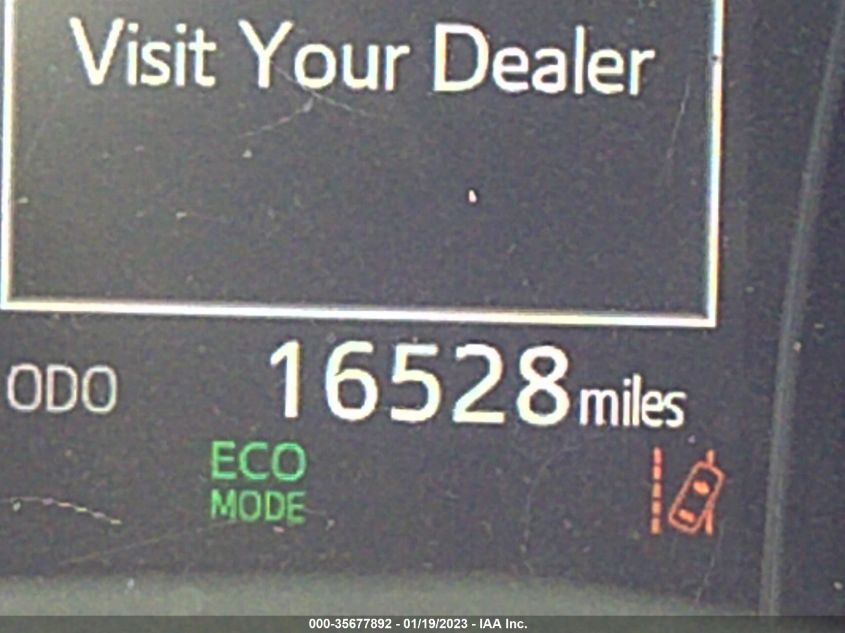 Visit Your Dealer
ODO 16528 miles
ECO
MODE
000-35677892 - 01/19/2023 - IAA Inc.